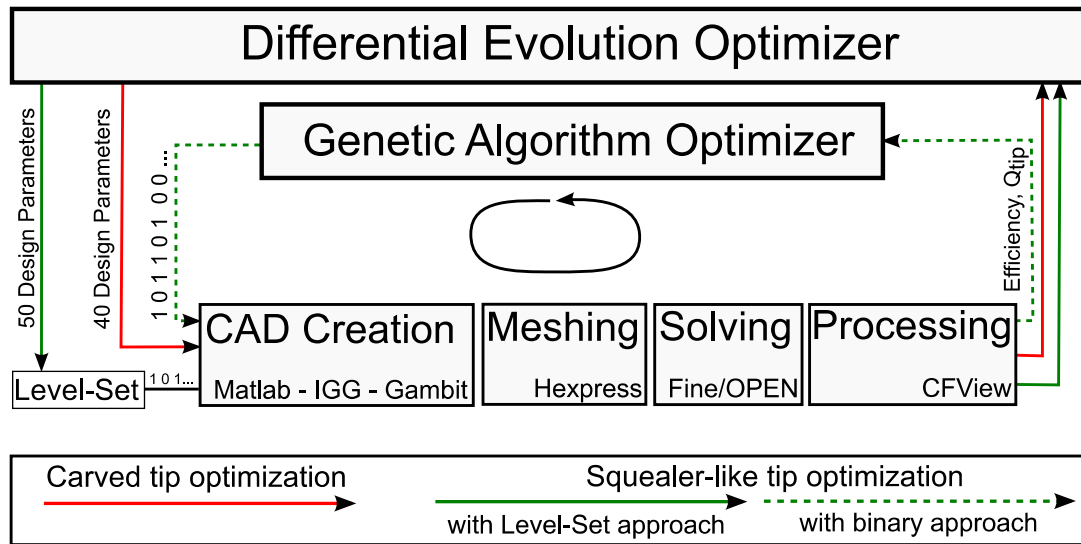 Differential Evolution Optimizer
Genetic Algorithm Optimizer
50 Design Parameters
40 Design Parameters
1 0 1 1 1 0 1 00 ...
Efficiency, Qtip
CAD Creation
Matlab - IGG - Gambit
Meshing
Hexpress
Solving
Fine/OPEN
Processing
CFView
Level-Set
1 0 1...
Carved tip optimization
Squealer-like tip optimization
with Level-Set approach
with binary approach